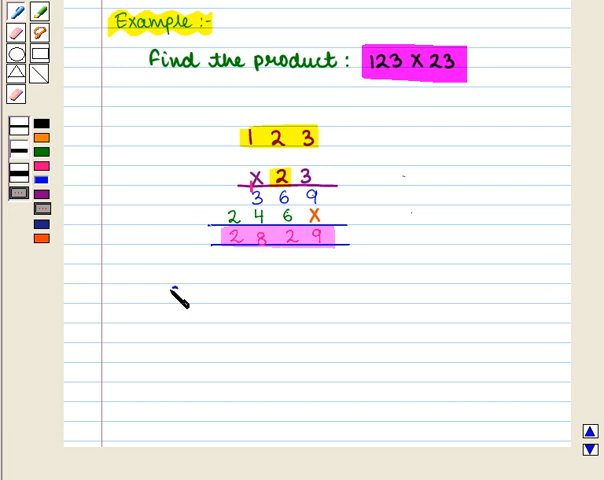 Example :-
Find the product : 123 X 23
1 2 3
X 2 3
3 6 9
2 4 6 X
2 8 2 9